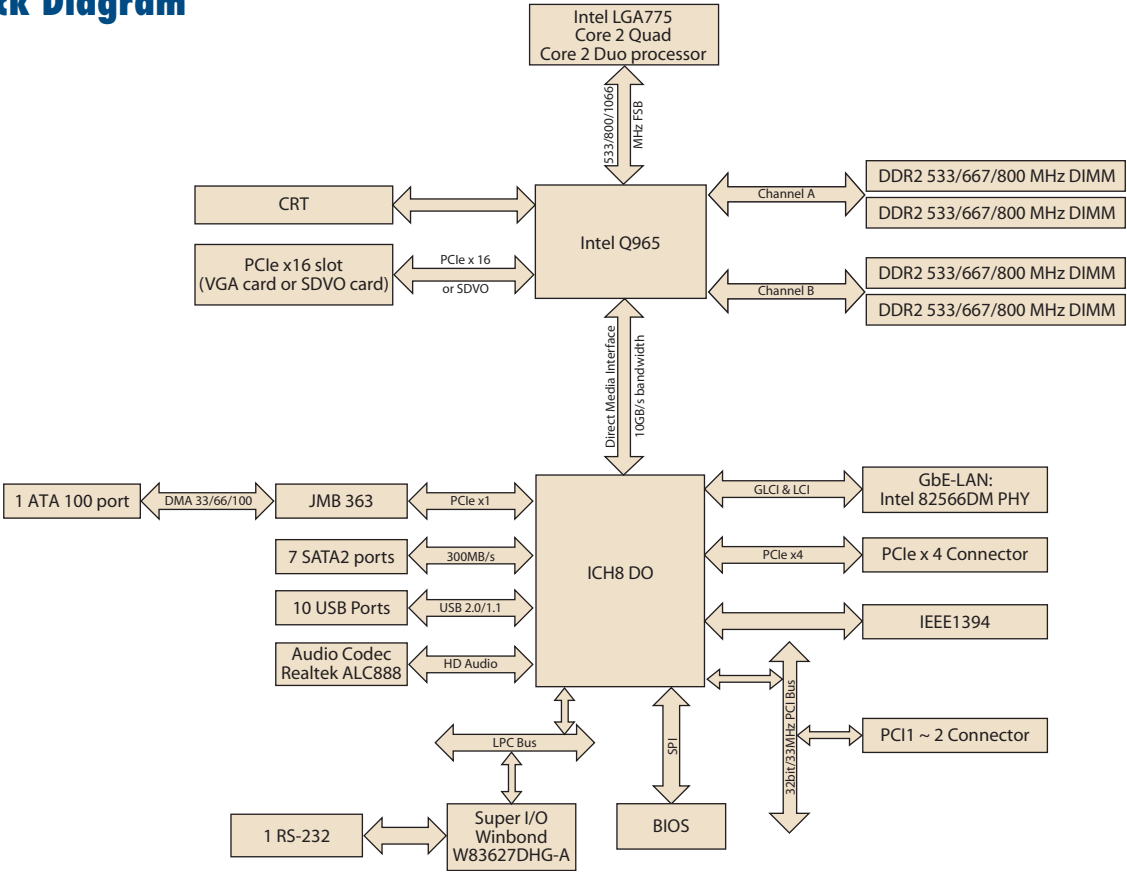 ck Diagram
Intel LGA775
Core 2 Quad
Core 2 Duo processor
533/800/1066
MHz FSB
CRT
PCIe x16 slot
(VGA card or SDVO card)
PCIe x 16
or SDVO
Intel Q965
Channel A
DDR2 533/667/800 MHz DIMM
DDR2 533/667/800 MHz DIMM
Channel B
DDR2 533/667/800 MHz DIMM
DDR2 533/667/800 MHz DIMM
Direct Media Interface
10GB/s bandwidth
1 ATA 100 port
DMA 33/66/100
JMB 363
PCIe x1
7 SATA2 ports
300MB/s
10 USB Ports
USB 2.0/1.1
Audio Codec
Realtek ALC888
HD Audio
ICH8 DO
GLCI & LCI
GbE-LAN:
Intel 82566DM PHY
PCIe x4
PCIe x 4 Connector
IEEE1394
32bit/33MHz PCI Bus
PCI1 ~ 2 Connector
LPC Bus
SPI
1 RS-232
Super I/O
Winbond
W83627DHG-A
BIOS